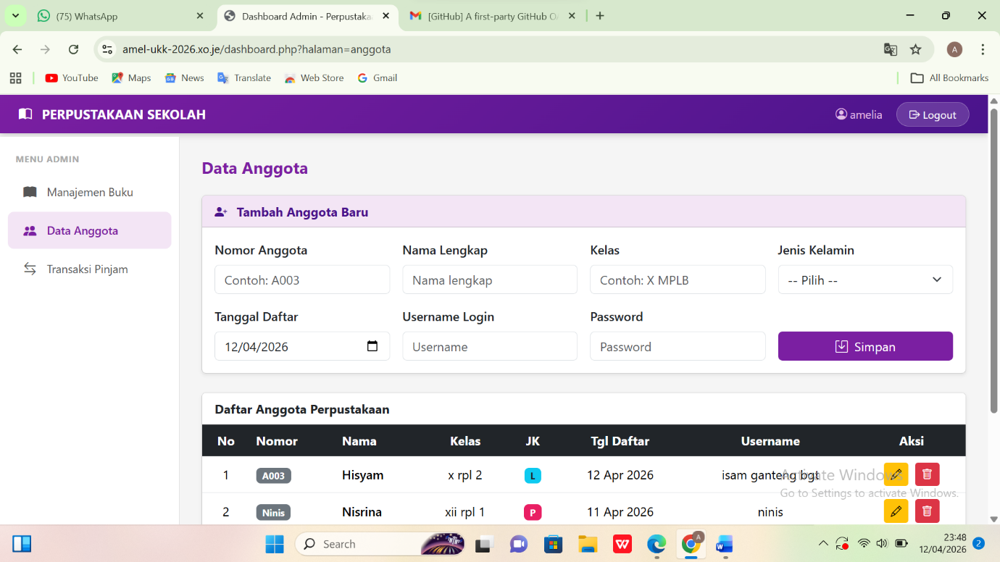 (75) WhatsApp
Dashboard Admin - Perpustaka
[GitHub] A first-party GitHub OA
amel-ukk-2026.xo.je/dashboard.php?halaman=anggota
A
YouTube
Maps
News
Translate
Web Store
Gmail
All Bookmarks
PERPUSTAKAAN SEKOLAH
amelia
Logout
MENU ADMIN
Manajemen Buku
Data Anggota
Transaksi Pinjam
Data Anggota
Tambah Anggota Baru
Nomor Anggota Nama Lengkap Kelas Jenis Kelamin
Contoh: A003 Nama lengkap Contoh: X MPLB -- Pilih --
Tanggal Daftar Username Login Password
12/04/2026 Username Password Simpan
Daftar Anggota Perpustakaan
No Nomor Nama Kelas JK Tgl Daftar Username Aksi
1 A003 Hisyam x rpl 2 L 12 Apr 2026 isam ganteng bgt
2 Ninis Nisrina xii rpl 1 P 11 Apr 2026 ninis
Activate Windows
Go to Settings to activate Windows.
Search
A
23:48
12/04/2026
2